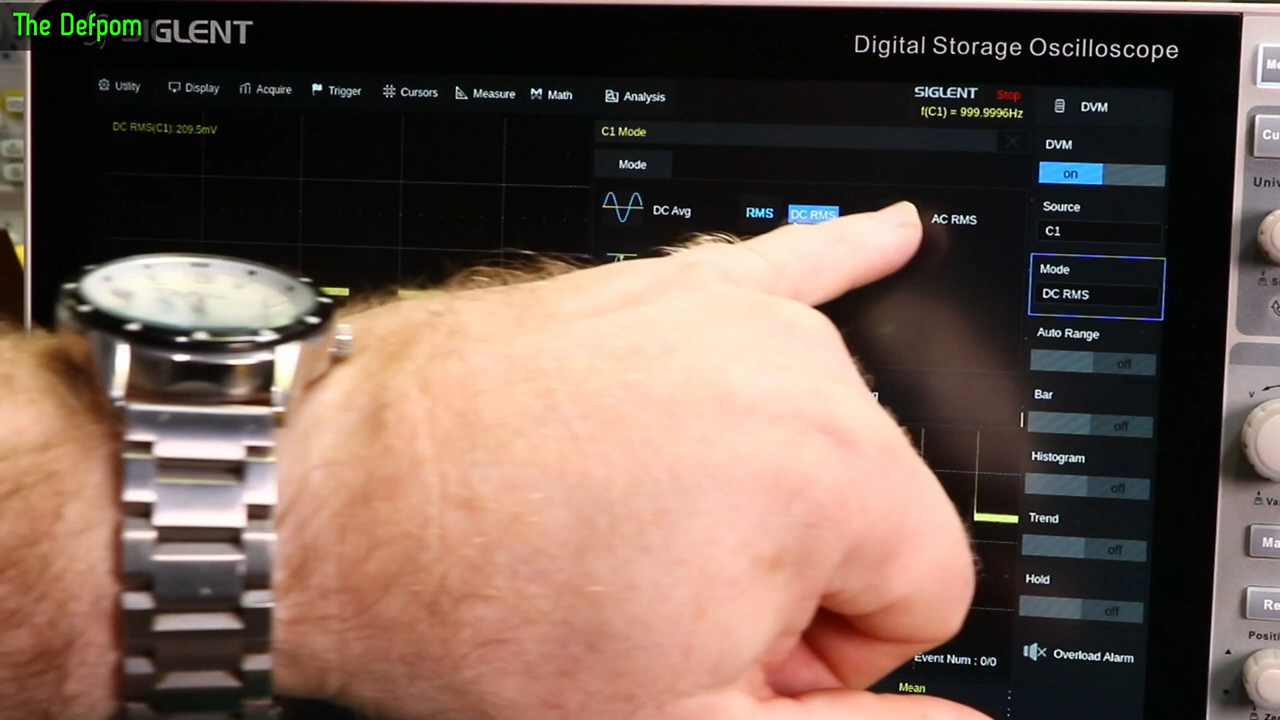 The Defpom
SIGLENT
Digital Storage Oscilloscope
Utility
Display
Acquire
Trigger
Cursors
Measure
Math
Analysis
SIGLENT
Stop
f(C1) = 999.9996Hz
DVM
DC RMS(C1): 209.5mV
C1 Mode
Mode
DC Avg
RMS
DC RMS
AC RMS
DVM
on
Source
C1
Mode
DC RMS
Auto Range
off
Bar
off
Histogram
off
Trend
off
Hold
off
Overload Alarm
Event Num : 0/0
Mean